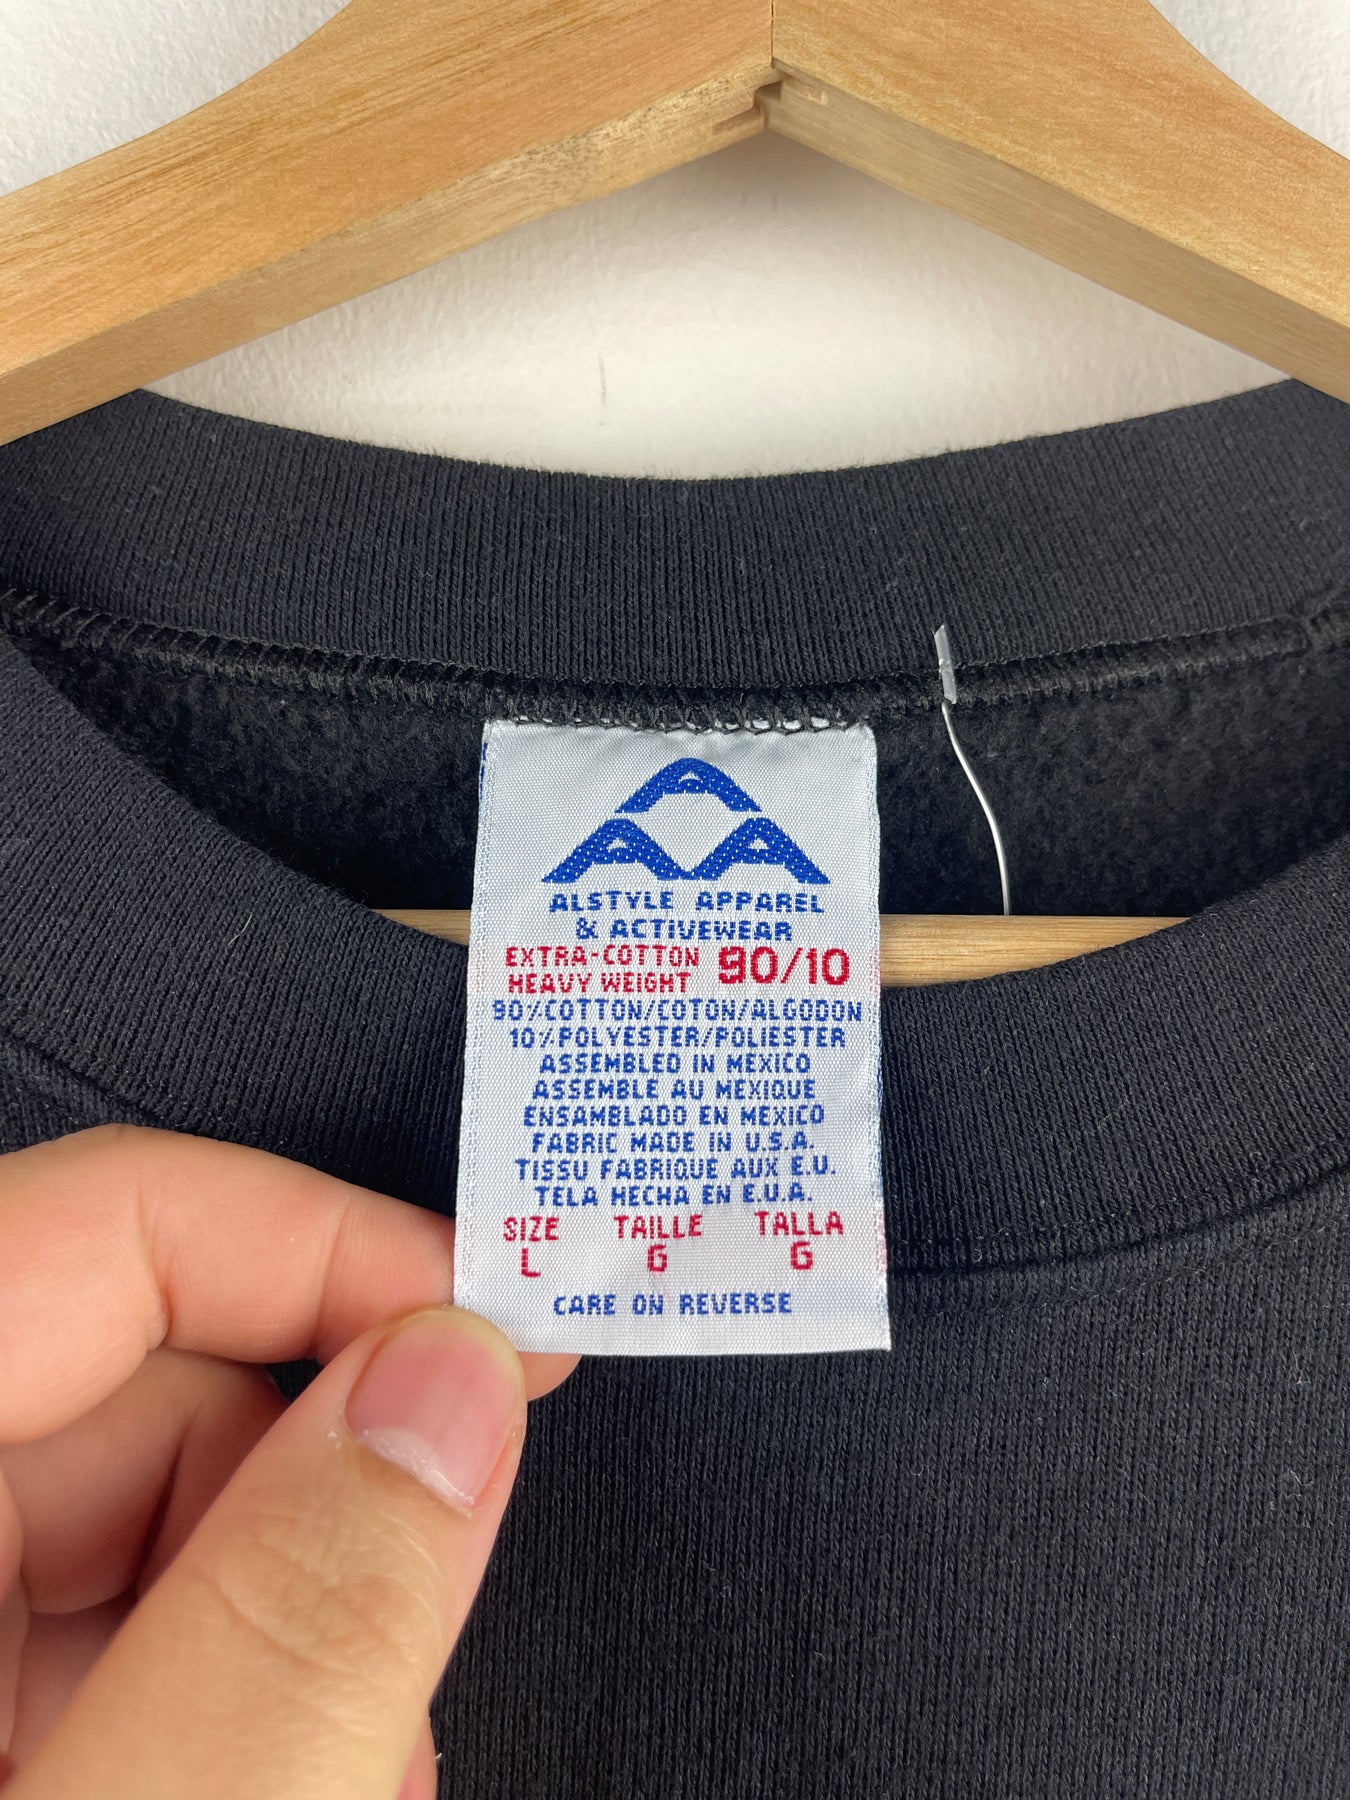 AAA
ALSTYLE APPAREL
& ACTIVEWEAR
EXTRA-COTTON 90/10
HEAVY WEIGHT
90%COTTON/COTON/ALGODON
10%POLYESTER/POLIESTER
ASSEMBLED IN MEXICO
ASSEMBLE AU MEXIQUE
ENSAMBLADO EN MEXICO
FABRIC MADE IN U.S.A.
TISSU FABRIQUE AUX E.U.
TELA HECHA EN E.U.A.
SIZE TAILLE TALLA
L G G
CARE ON REVERSE